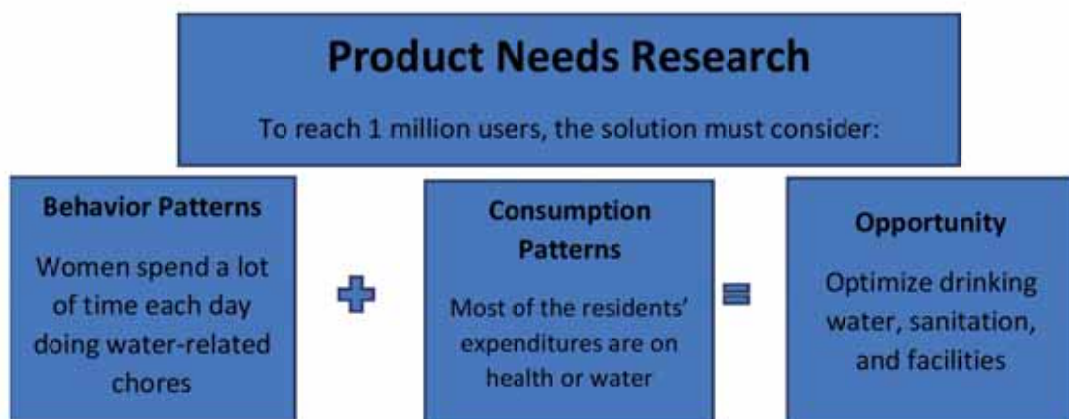 Product Needs Research
To reach 1 million users, the solution must consider:
Behavior Patterns
Women spend a lot
of time each day
doing water-related
chores
Consumption
Patterns
Most of the residents'
expenditures are on
health or water
Opportunity
Optimize drinking
water, sanitation,
and facilities